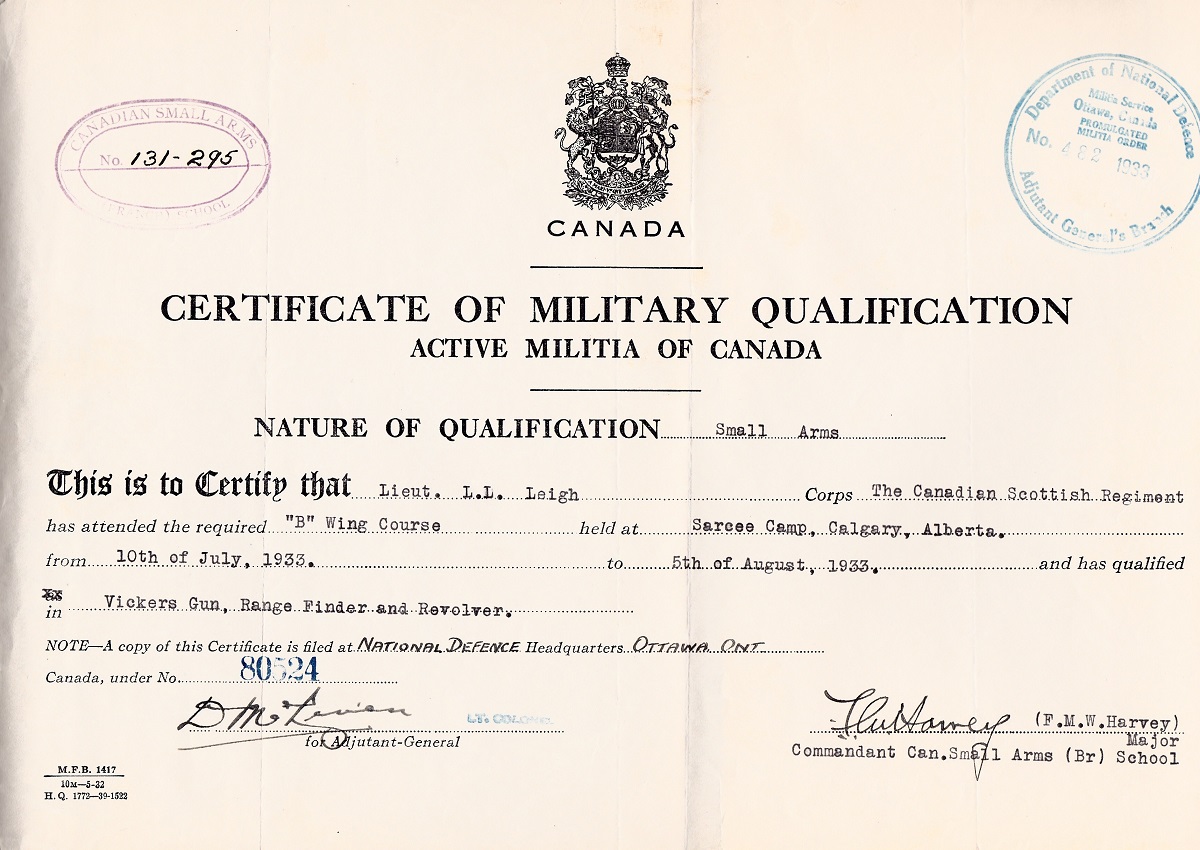 CANADIAN SMALL ARMS
No. 131-295
SCHOOL
CANADA
Department of National Defence
Militia Service
Ottawa, Canada
PROMULGATED
MILITIA ORDER
No. 482 1933
Adjutant General's Branch
CERTIFICATE OF MILITARY QUALIFICATION
ACTIVE MILITIA OF CANADA
NATURE OF QUALIFICATION Small Arms
This is to Certify that Lieut. L.L. Leigh Corps The Canadian Scottish Regiment
has attended the required "B" Wing Course held at Sarcee Camp, Calgary, Alberta.
from 10th of July, 1933. to 5th of August, 1933. and has qualified
in Vickers Gun, Range Finder and Revolver.
NOTE—A copy of this Certificate is filed at NATIONAL DEFENCE Headquarters OTTAWA ONT
Canada, under No. 80524
LT. COLONEL
for Adjutant-General
(F.M.W.Harvey)
Major
Commandant Can.Small Arms (Br) School
M.F.B. 1417
10M—5-32
H.Q. 1772—39-1522